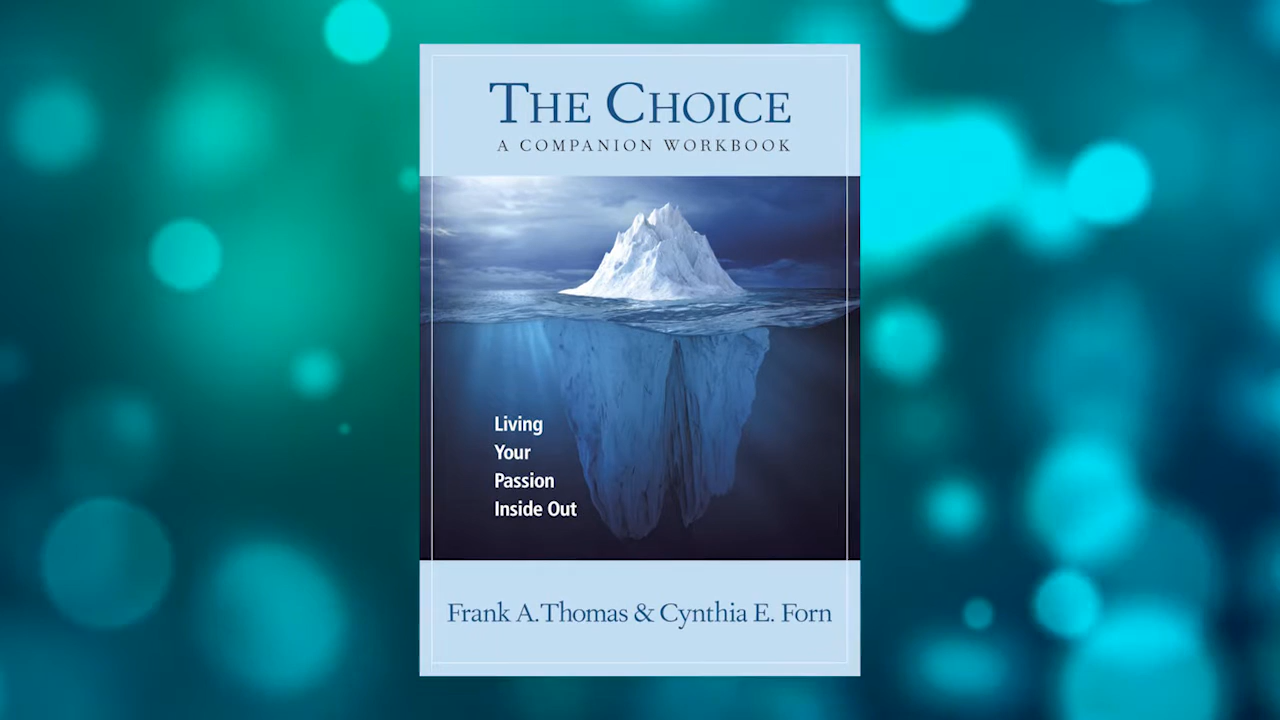 THE CHOICE
A COMPANION WORKBOOK
Living
Your
Passion
Inside Out
Frank A. Thomas & Cynthia E. Forn